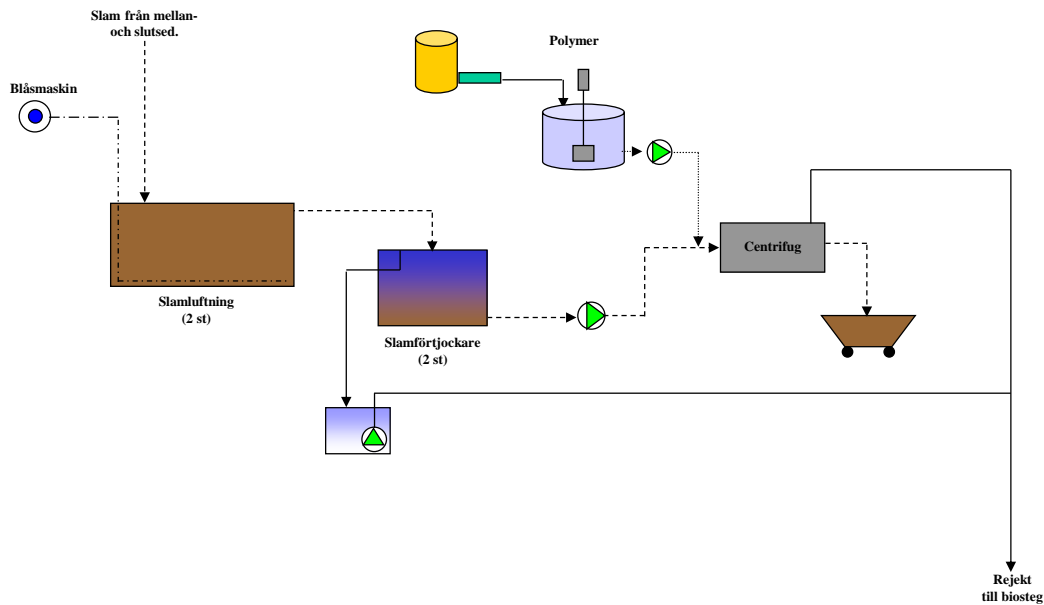 Slam från mellan-
och slutsed.
Polymer
Blåsmaskin
Centrifug
Slamluftning
(2 st)
Slamförtjockare
(2 st)
Rejekt
till biosteg